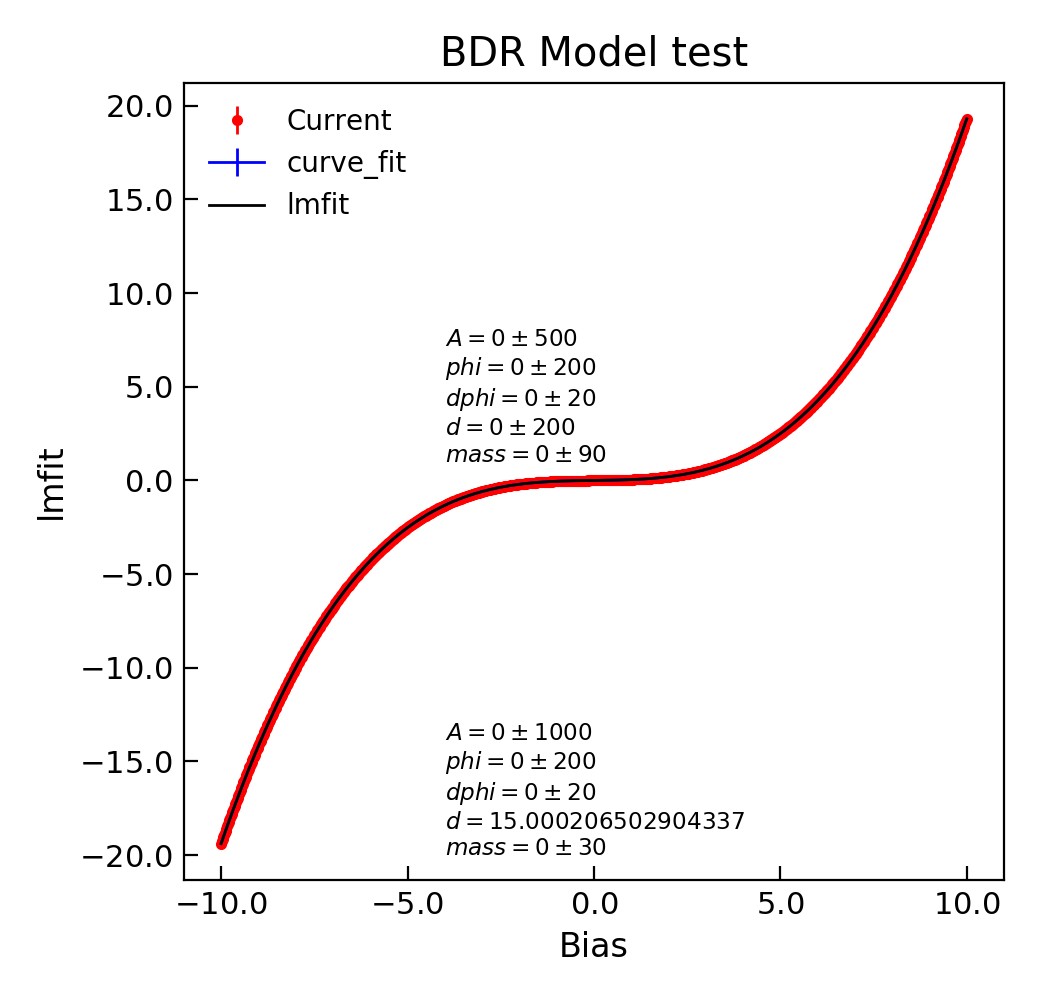 BDR Model test
20.0
15.0
10.0
5.0
0.0
−5.0
−10.0
−15.0
−20.0
lmfit
Current
curve_fit
lmfit
A = 0 ± 500
phi = 0 ± 200
dphi = 0 ± 20
d = 0 ± 200
mass = 0 ± 90
A = 0 ± 1000
phi = 0 ± 200
dphi = 0 ± 20
d = 15.000206502904337
mass = 0 ± 30
−10.0 −5.0 0.0 5.0 10.0
Bias